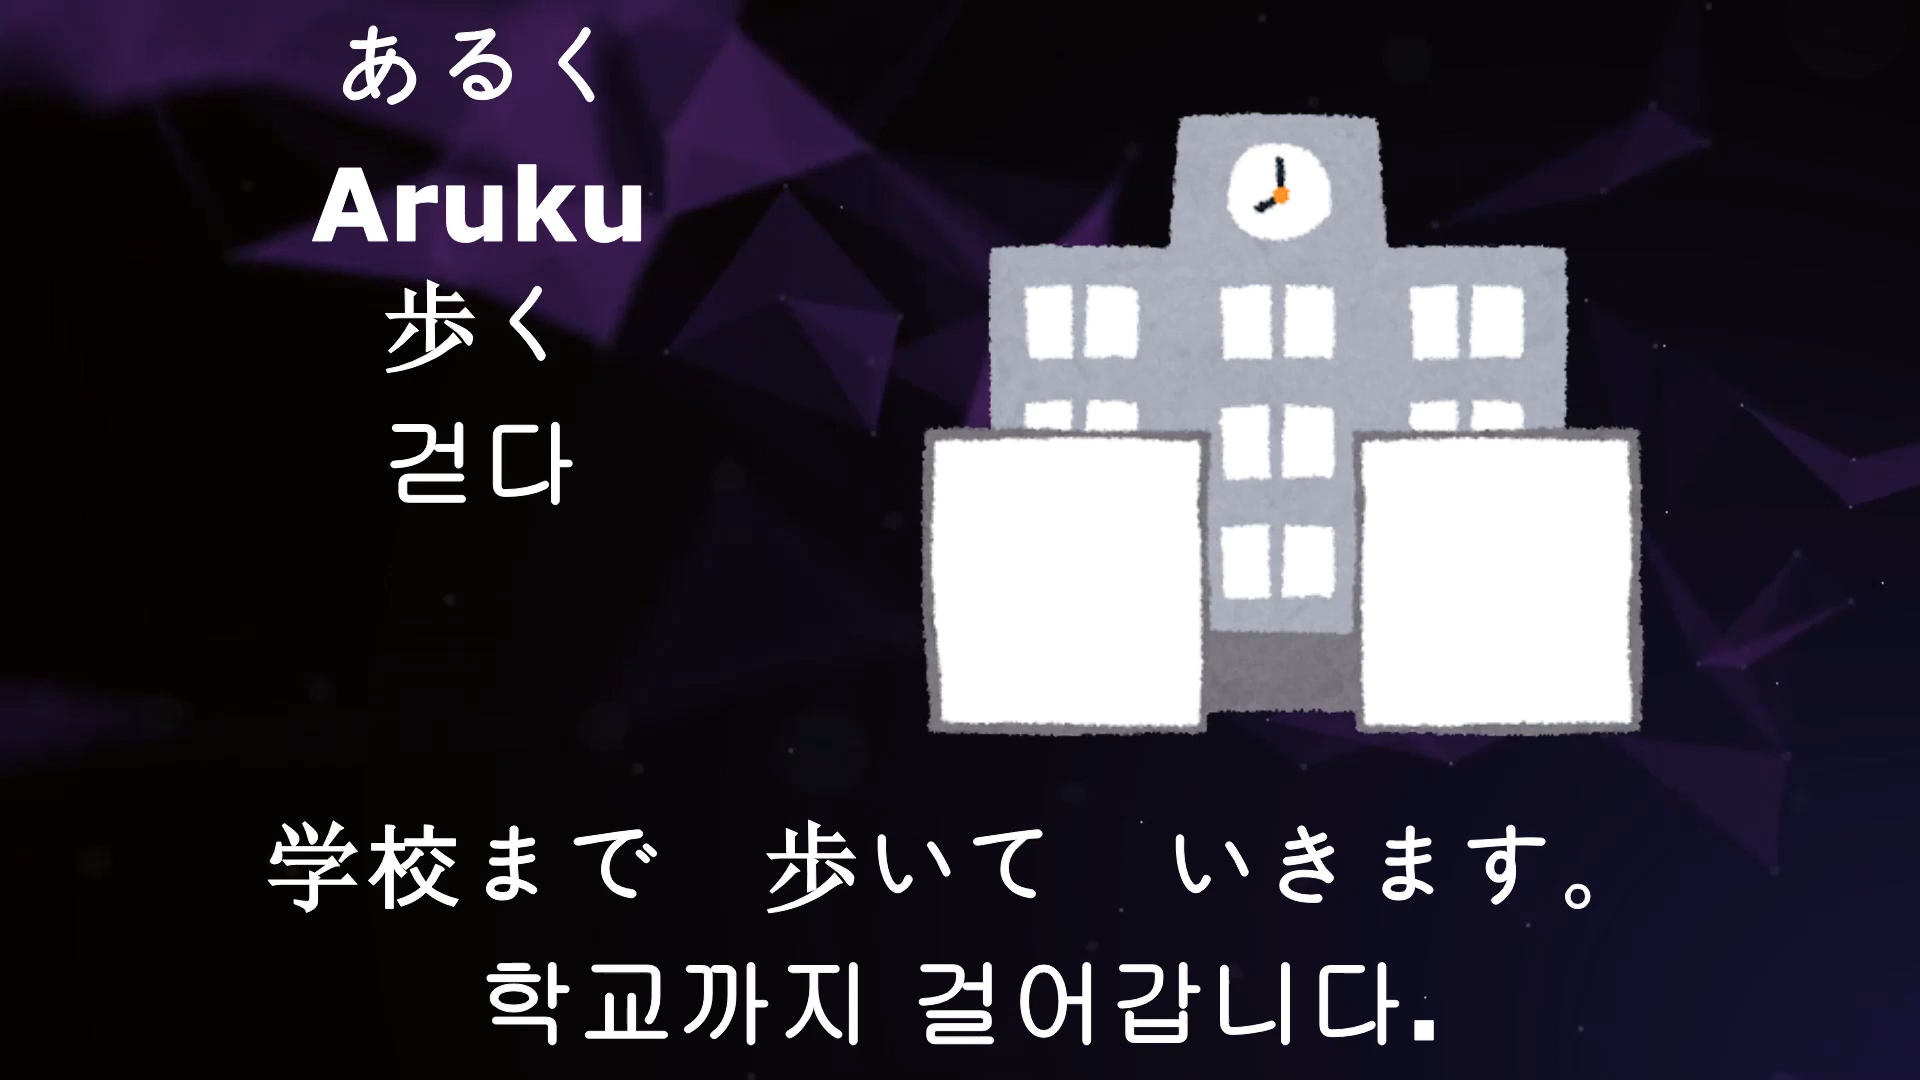 あるく
Aruku
歩く
걷다
学校まで　歩いて　いきます。
학교까지 걸어갑니다.